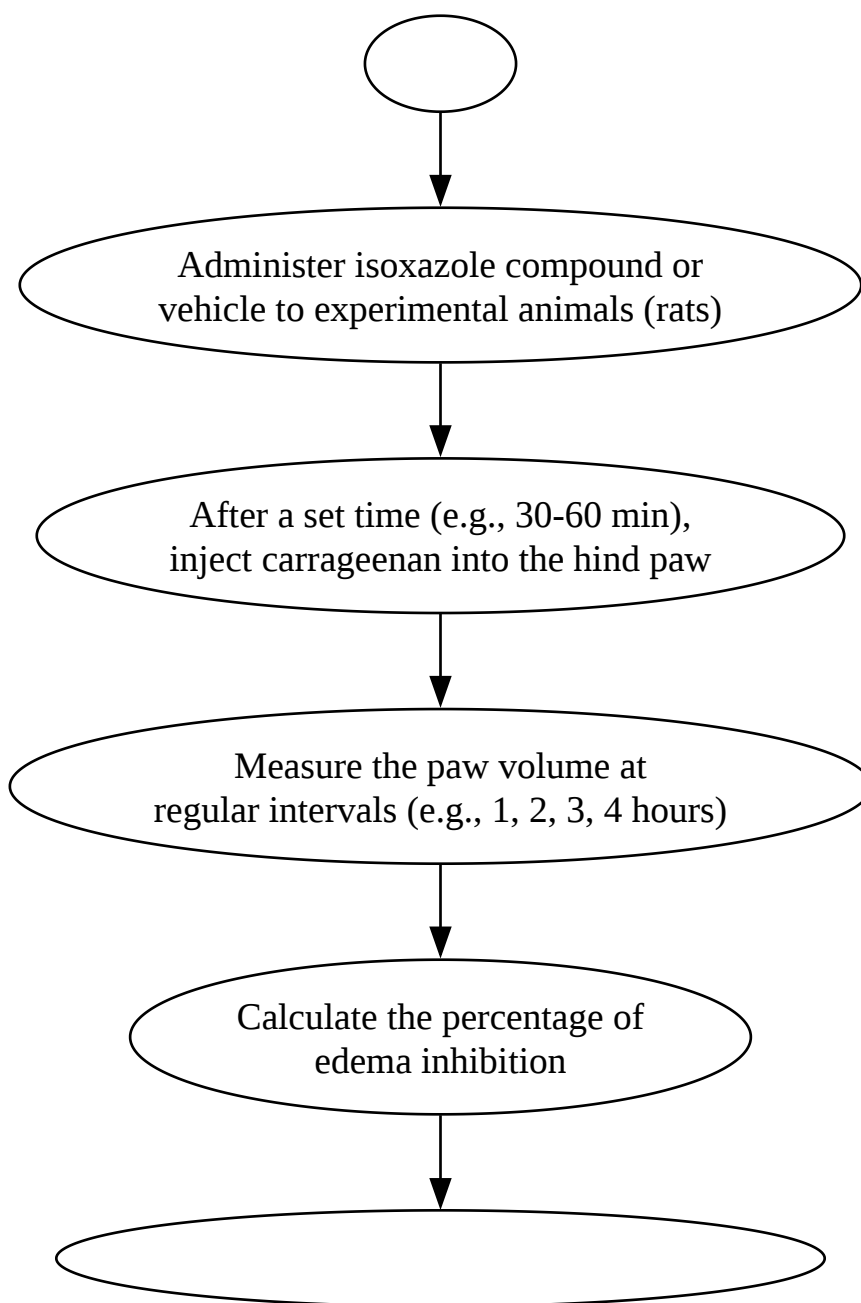 Administer isoxazole compound or
vehicle to experimental animals (rats)
After a set time (e.g., 30-60 min),
inject carrageenan into the hind paw
Measure the paw volume at
regular intervals (e.g., 1, 2, 3, 4 hours)
Calculate the percentage of
edema inhibition